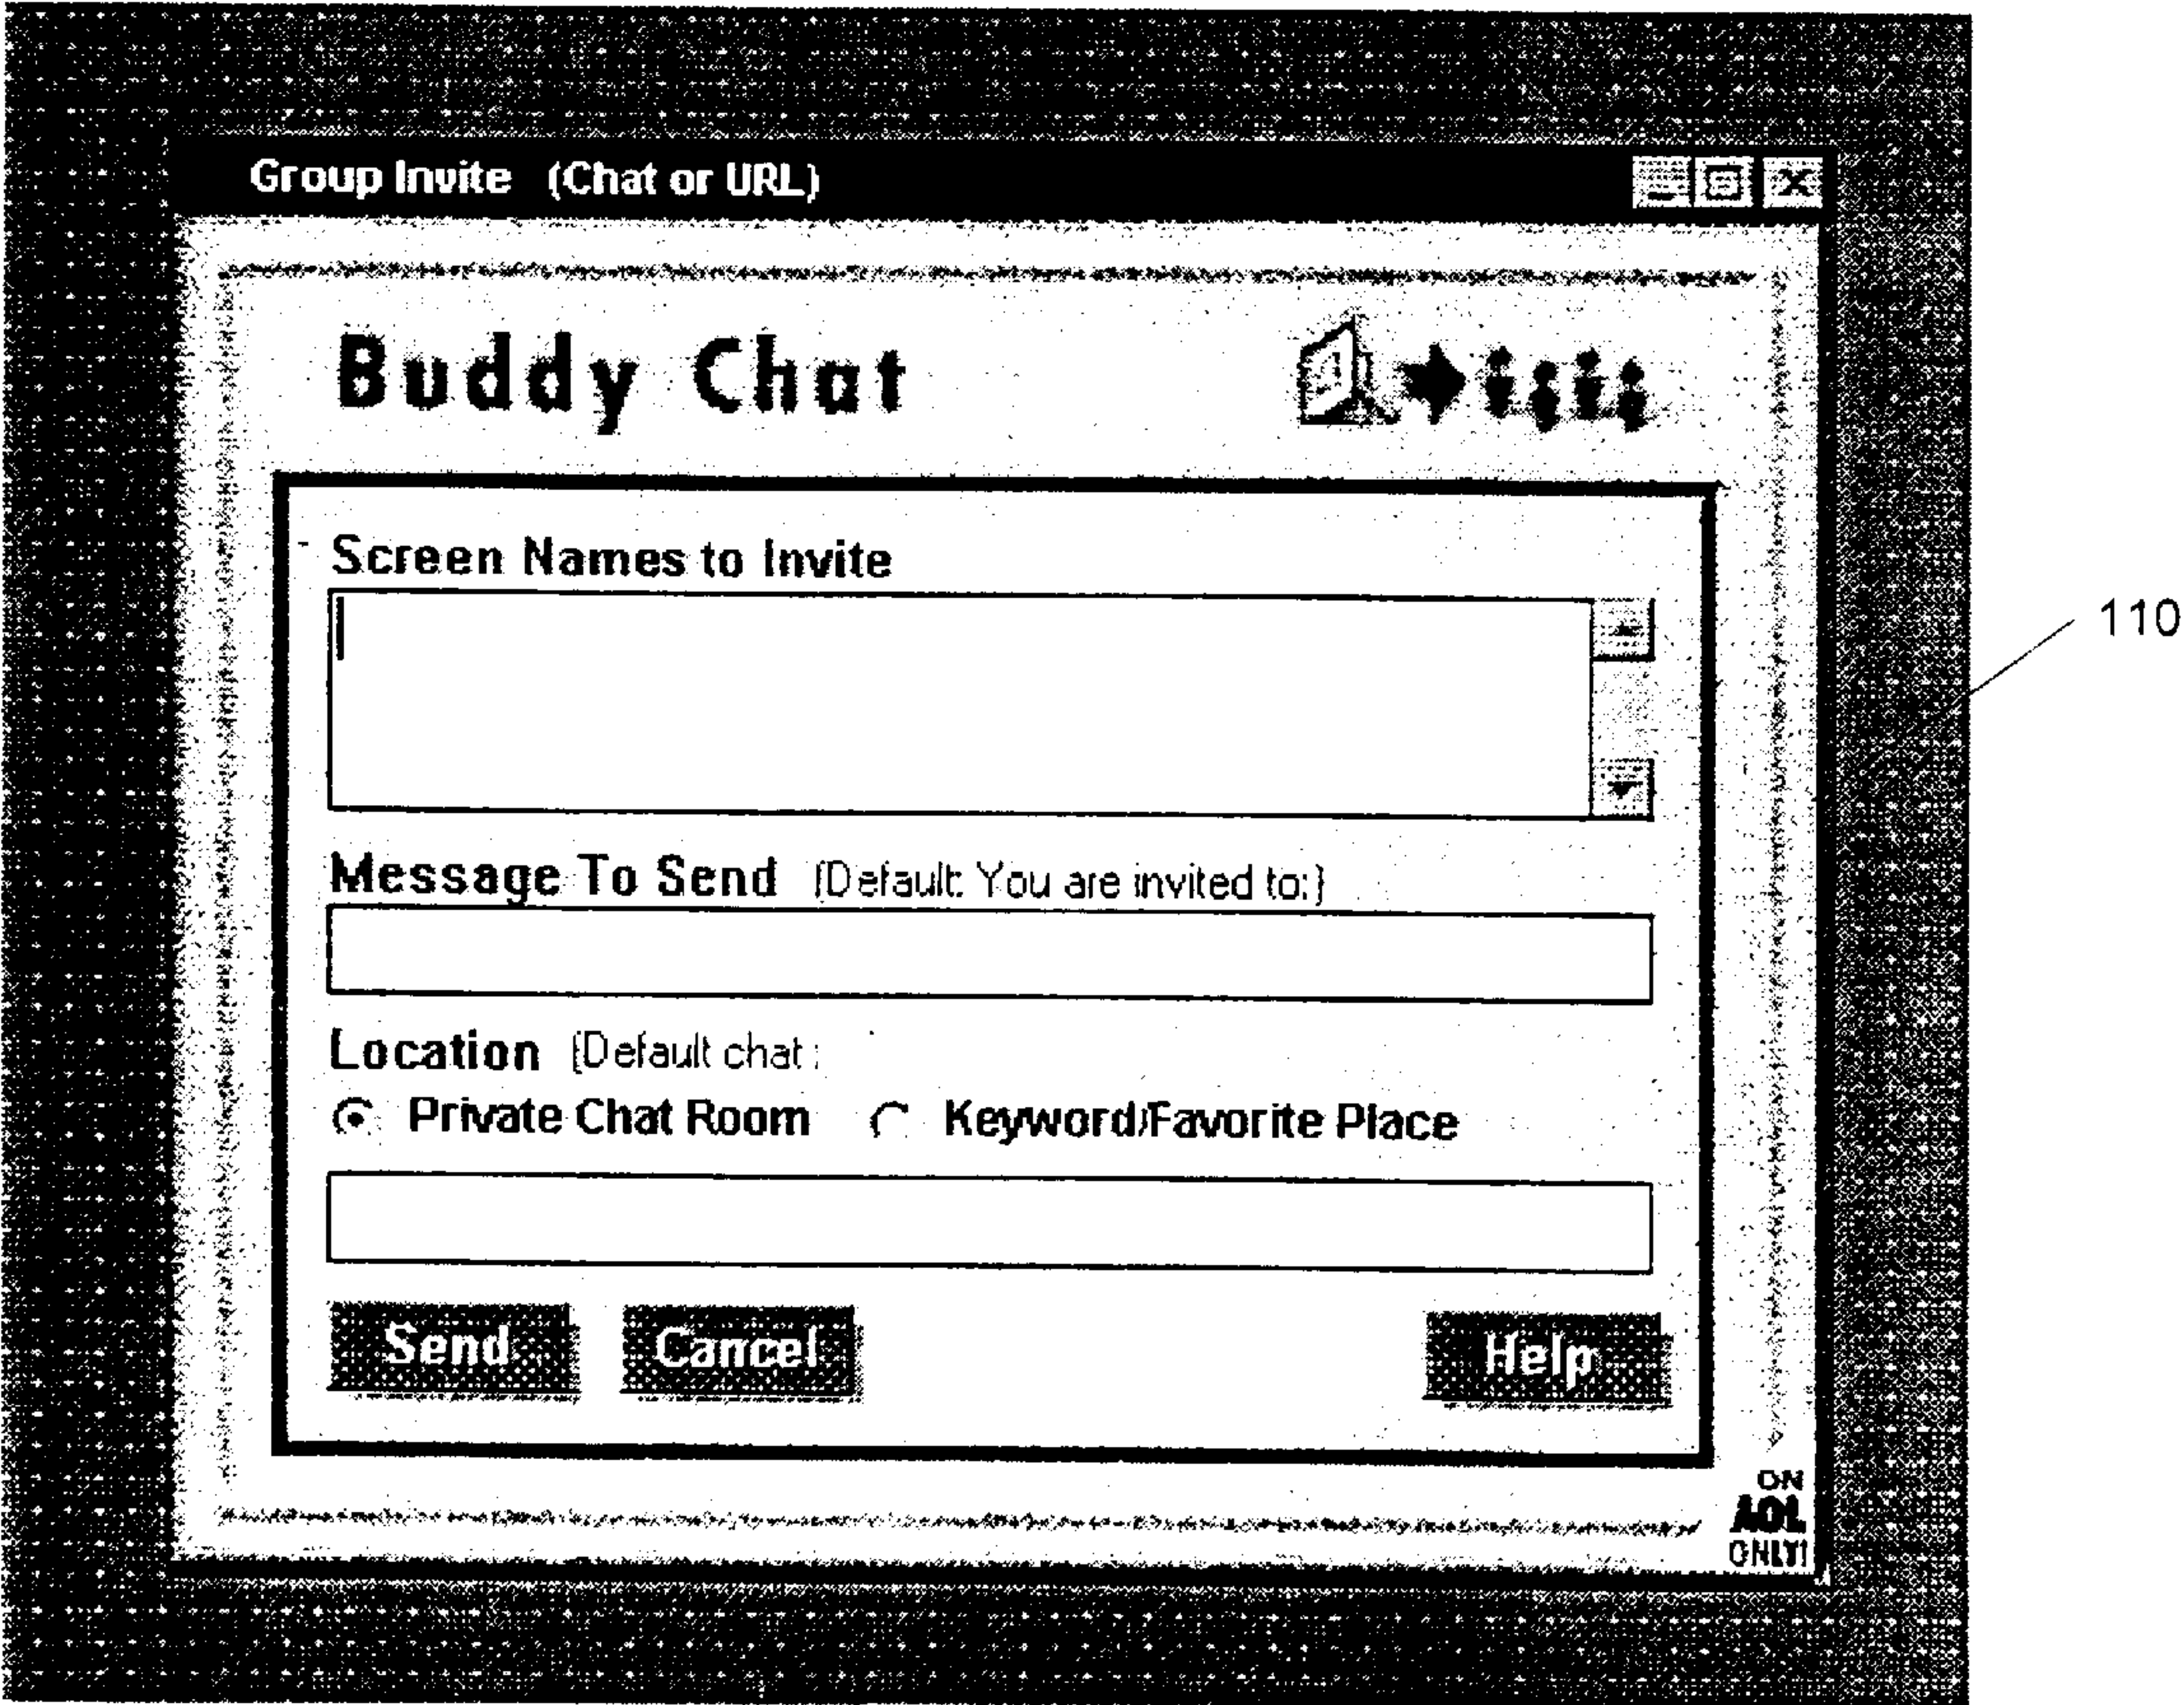 Group Invite (Chat or URL)
Buddy Chat
Screen Names to Invite
110
Message To Send (Default: You are invited to:)
Location (Default chat:
Private Chat Room Keyword/Favorite Place
Send Cancel Help
ON
AOL
ONLY!